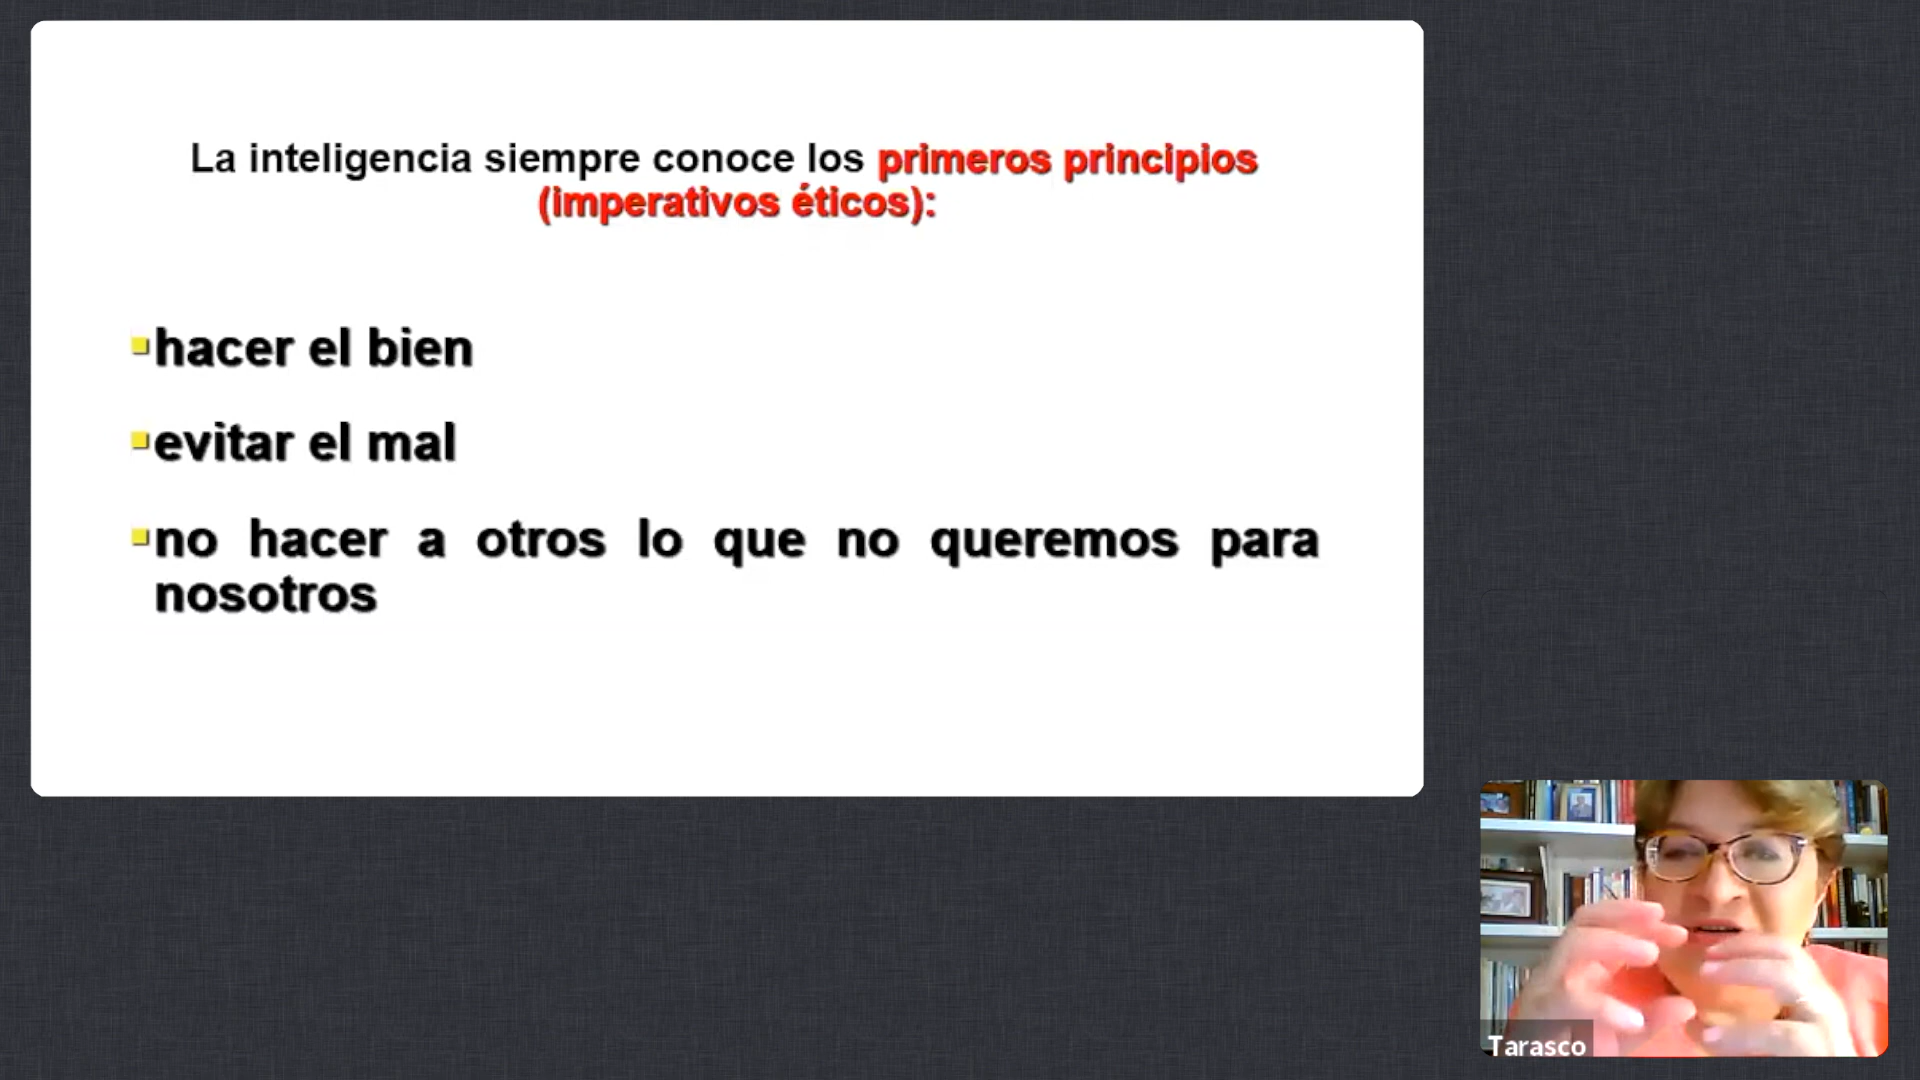 La inteligencia siempre conoce los primeros principios
(imperativos éticos):
hacer el bien
evitar el mal
no hacer a otros lo que no queremos para
nosotros
Tarasco